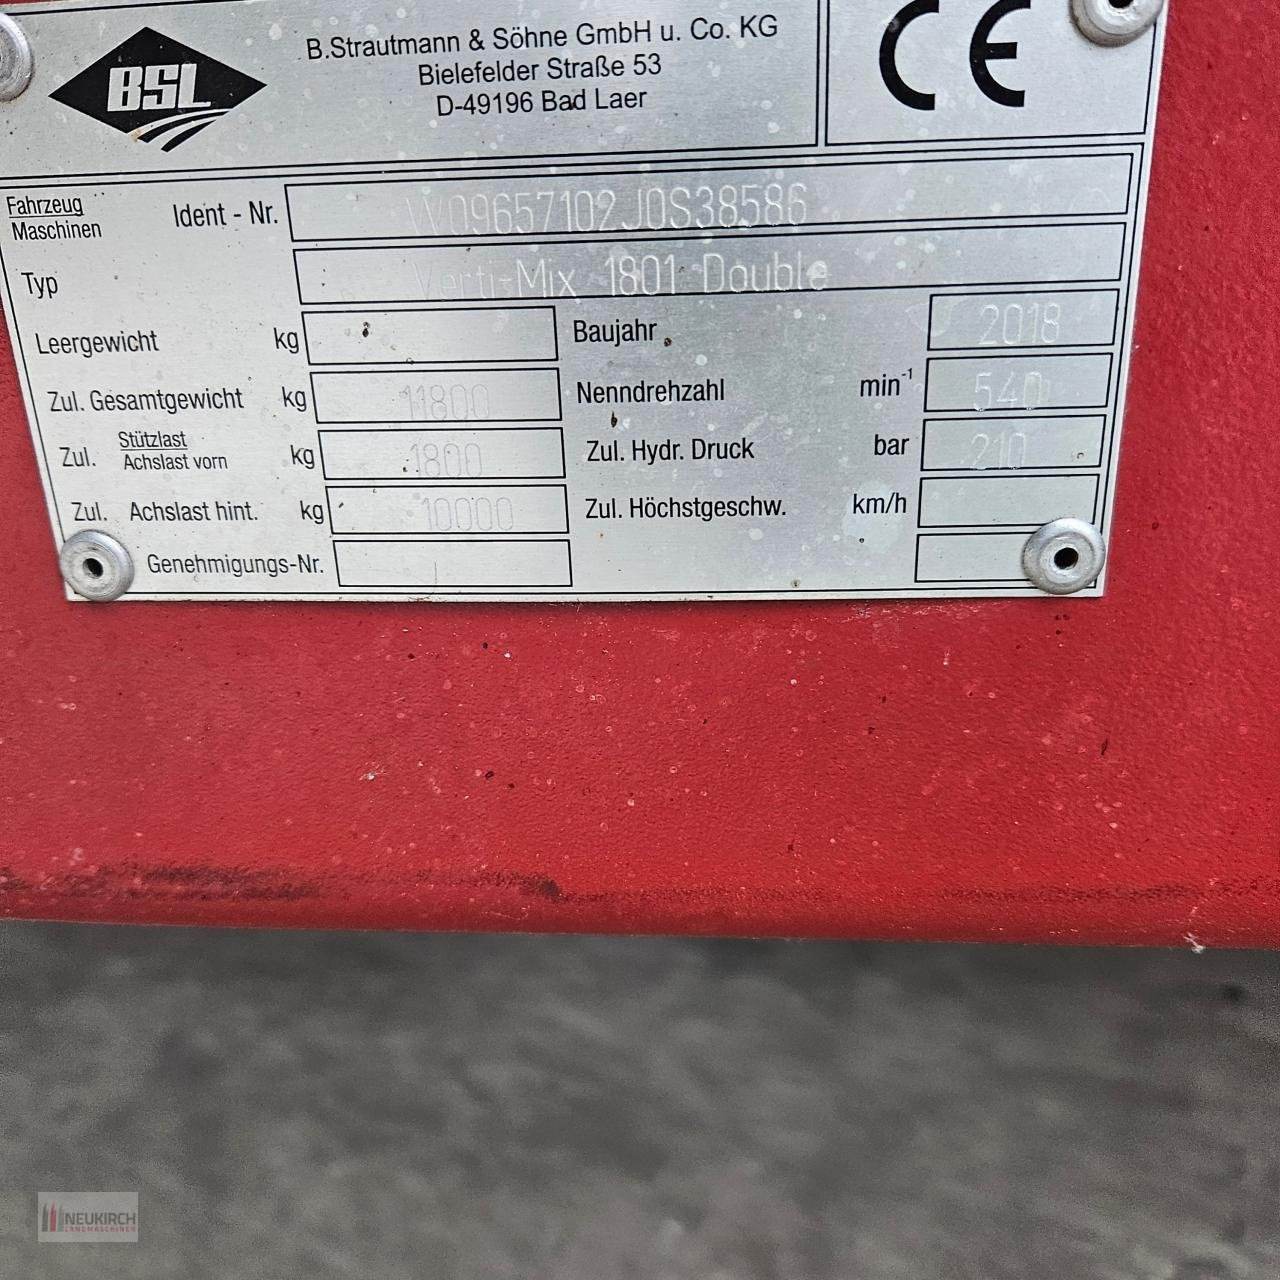 BSL
B.Strautmann & Söhne GmbH u. Co. KG
Bielefelder Straße 53
D-49196 Bad Laer
CE
Fahrzeug
Maschinen
Ident - Nr. W09657102J0S38586
Typ Verti-Mix 1801 Double
Leergewicht kg
Baujahr 2018
Zul. Gesamtgewicht kg 11800
Nenndrehzahl min-1 540
Zul. Stützlast
Achslast vorn kg 1800
Zul. Hydr. Druck bar 210
Zul. Achslast hint. kg 10000
Zul. Höchstgeschw. km/h
Genehmigungs-Nr.
NEUKIRCH
LANDMASCHINEN